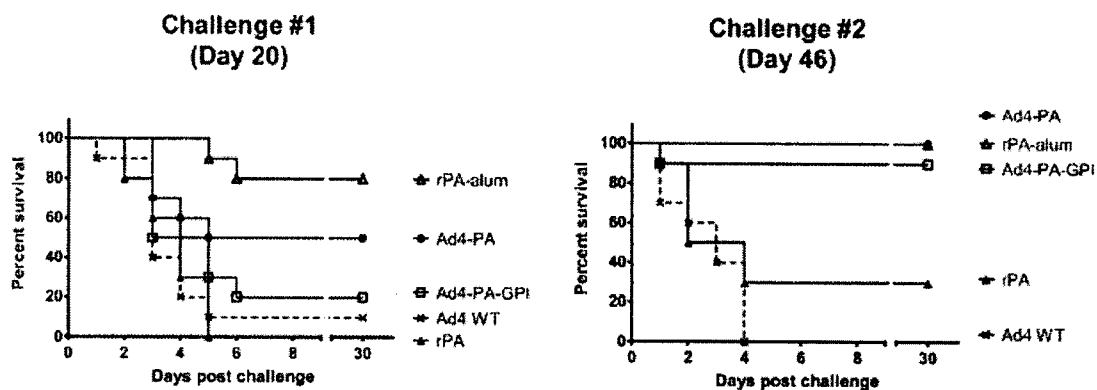 Challenge #1
(Day 20)
Percent survival
100
80
60
40
20
0
0 2 4 6 8 30
Days post challenge
rPA-alum
Ad4-PA
Ad4-PA-GPI
Ad4 WT
rPA
Challenge #2
(Day 46)
Percent survival
100
80
60
40
20
0
0 2 4 6 8 30
Days post challenge
Ad4-PA
rPA-alum
Ad4-PA-GPI
rPA
Ad4 WT